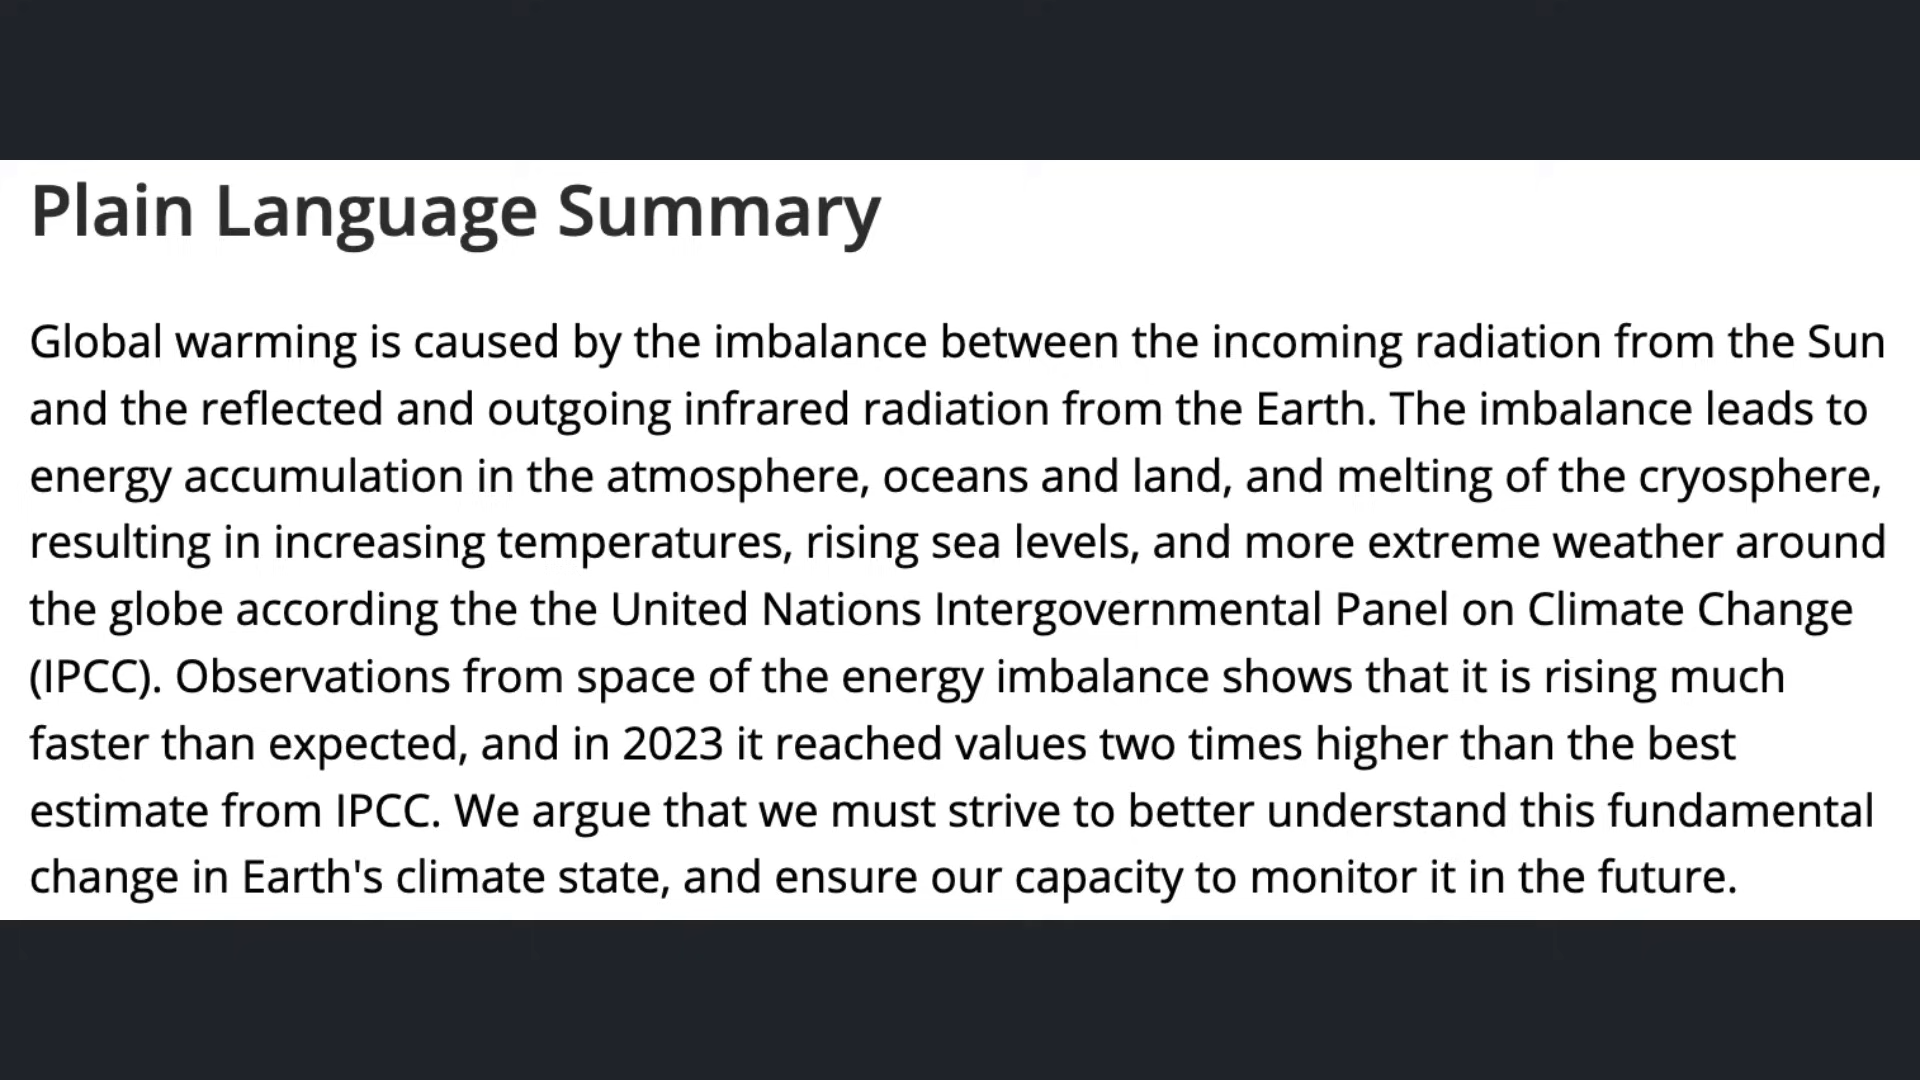 Plain Language Summary
Global warming is caused by the imbalance between the incoming radiation from the Sun
and the reflected and outgoing infrared radiation from the Earth. The imbalance leads to
energy accumulation in the atmosphere, oceans and land, and melting of the cryosphere,
resulting in increasing temperatures, rising sea levels, and more extreme weather around
the globe according the the United Nations Intergovernmental Panel on Climate Change
(IPCC). Observations from space of the energy imbalance shows that it is rising much
faster than expected, and in 2023 it reached values two times higher than the best
estimate from IPCC. We argue that we must strive to better understand this fundamental
change in Earth's climate state, and ensure our capacity to monitor it in the future.